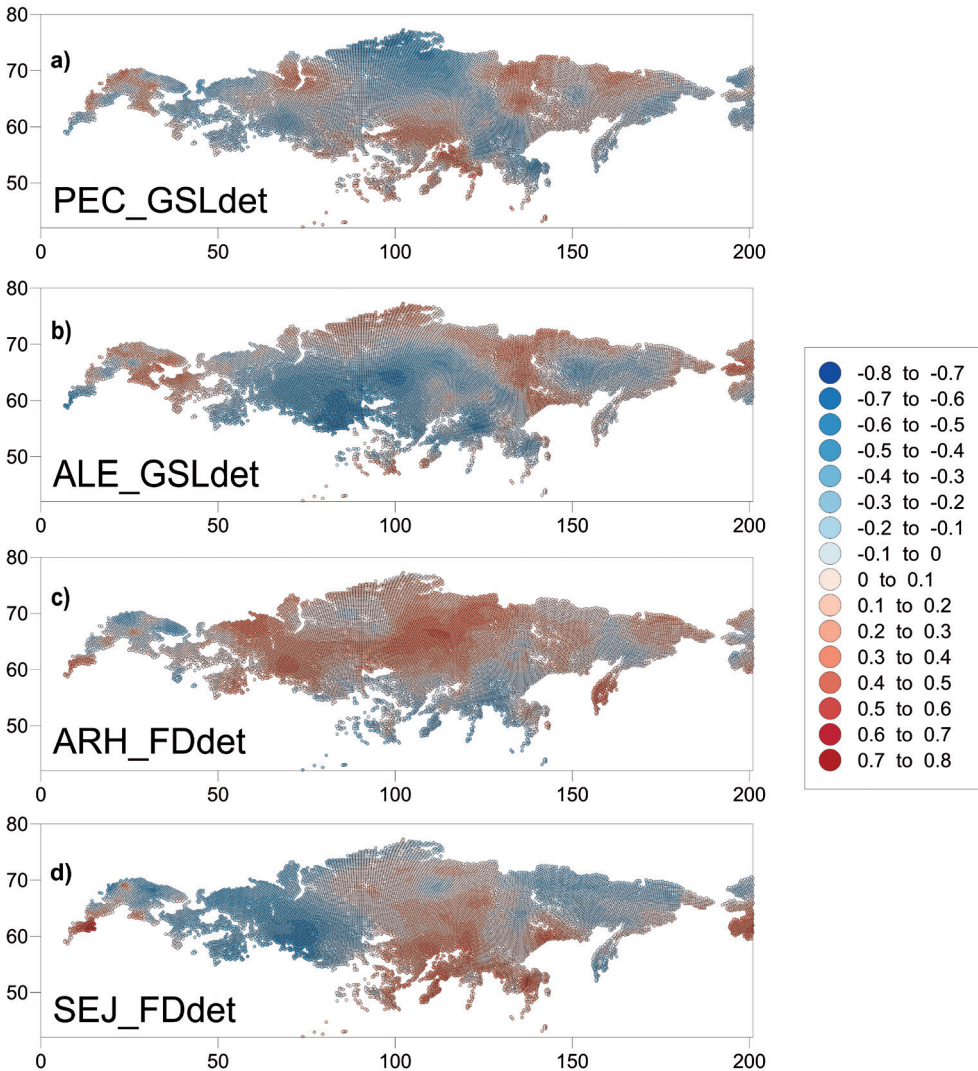 80
a)
70
60
50
PEC_GSLdet
0 50 100 150 200
80
b)
70
60
50
ALE_GSLdet
0 50 100 150 200
80
c)
70
60
50
ARH_FDdet
0 50 100 150 200
80
d)
70
60
50
SEJ_FDdet
0 50 100 150 200
-0.8 to -0.7
-0.7 to -0.6
-0.6 to -0.5
-0.5 to -0.4
-0.4 to -0.3
-0.3 to -0.2
-0.2 to -0.1
-0.1 to 0
0 to 0.1
0.1 to 0.2
0.2 to 0.3
0.3 to 0.4
0.4 to 0.5
0.5 to 0.6
0.6 to 0.7
0.7 to 0.8